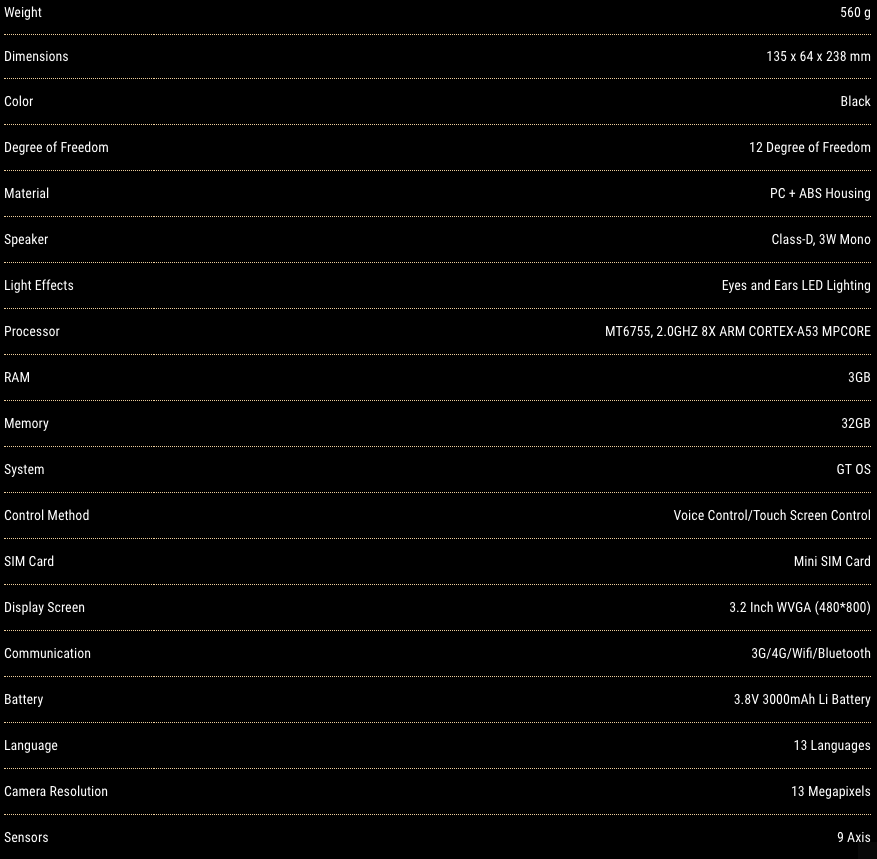 Weight 560 g
Dimensions 135 x 64 x 238 mm
Color Black
Degree of Freedom 12 Degree of Freedom
Material PC + ABS Housing
Speaker Class-D, 3W Mono
Light Effects Eyes and Ears LED Lighting
Processor MT6755, 2.0GHZ 8X ARM CORTEX-A53 MPCORE
RAM 3GB
Memory 32GB
System GT OS
Control Method Voice Control/Touch Screen Control
SIM Card Mini SIM Card
Display Screen 3.2 Inch WVGA (480*800)
Communication 3G/4G/Wifi/Bluetooth
Battery 3.8V 3000mAh Li Battery
Language 13 Languages
Camera Resolution 13 Megapixels
Sensors 9 Axis